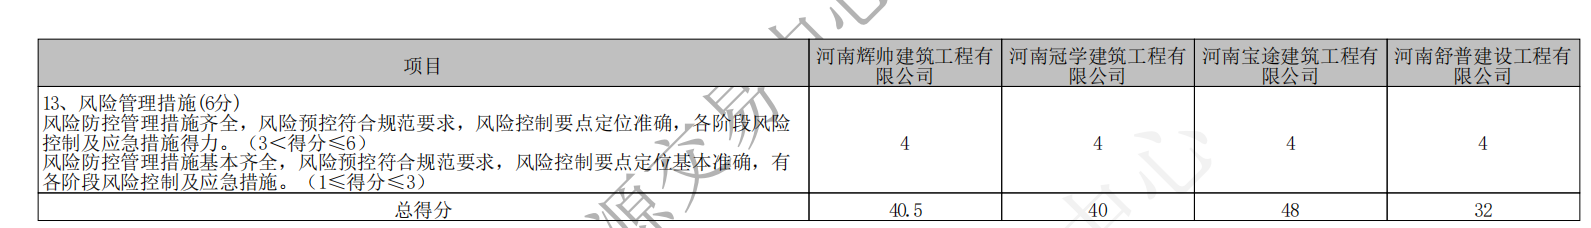 项目
河南辉帅建筑工程有
限公司
河南冠学建筑工程有
限公司
河南宝途建筑工程有
限公司
河南舒普建设工程有
限公司
13、风险管理措施(6分)
风险防控管理措施齐全，风险预控符合规范要求，风险控制要点定位准确，各阶段风险
控制及应急措施得力。（3＜得分≤6）
风险防控管理措施基本齐全，风险预控符合规范要求，风险控制要点定位基本准确，有
各阶段风险控制及应急措施。（1≤得分≤3）
4
4
4
4
总得分
40.5
40
48
32
源交易中心
中心